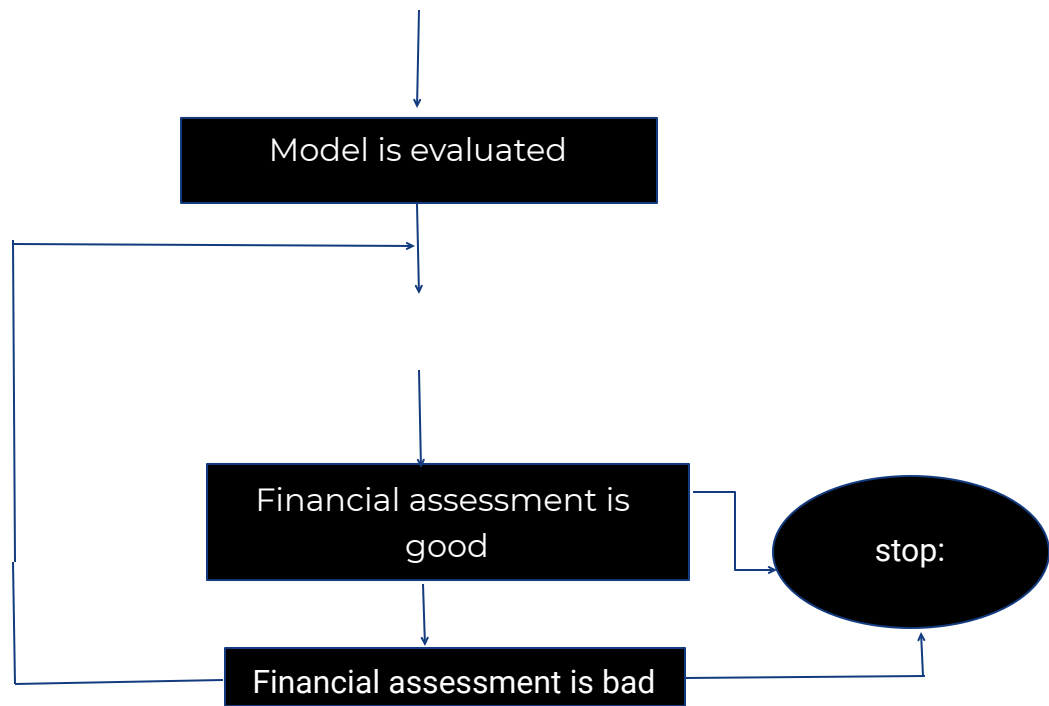 Model is evaluated
Financial assessment is
good
stop:
Financial assessment is bad